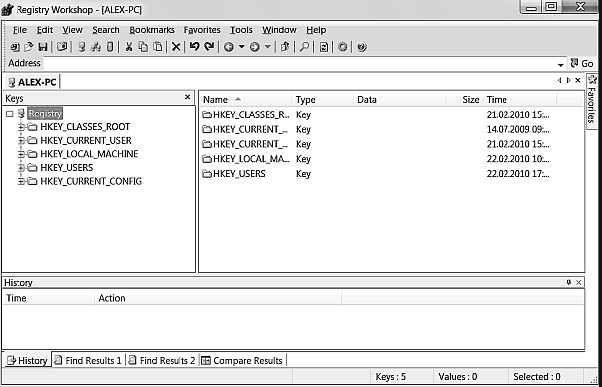 Registry Workshop - [ALEX-PC]
File Edit View Search Bookmarks Favorites Tools Window Help
Address
Go
ALEX-PC
Favorites
Keys
Registry
HKEY_CLASSES_ROOT
HKEY_CURRENT_USER
HKEY_LOCAL_MACHINE
HKEY_USERS
HKEY_CURRENT_CONFIG
Name Type Data Size Time
HKEY_CLASSES_R... Key 21.02.2010 15:...
HKEY_CURRENT_... Key 14.07.2009 09:...
HKEY_CURRENT_... Key 21.02.2010 15:...
HKEY_LOCAL_MA... Key 22.02.2010 10:...
HKEY_USERS Key 22.02.2010 17:...
History
Time Action
History Find Results 1 Find Results 2 Compare Results
Keys : 5 Values : 0 Selected : 0